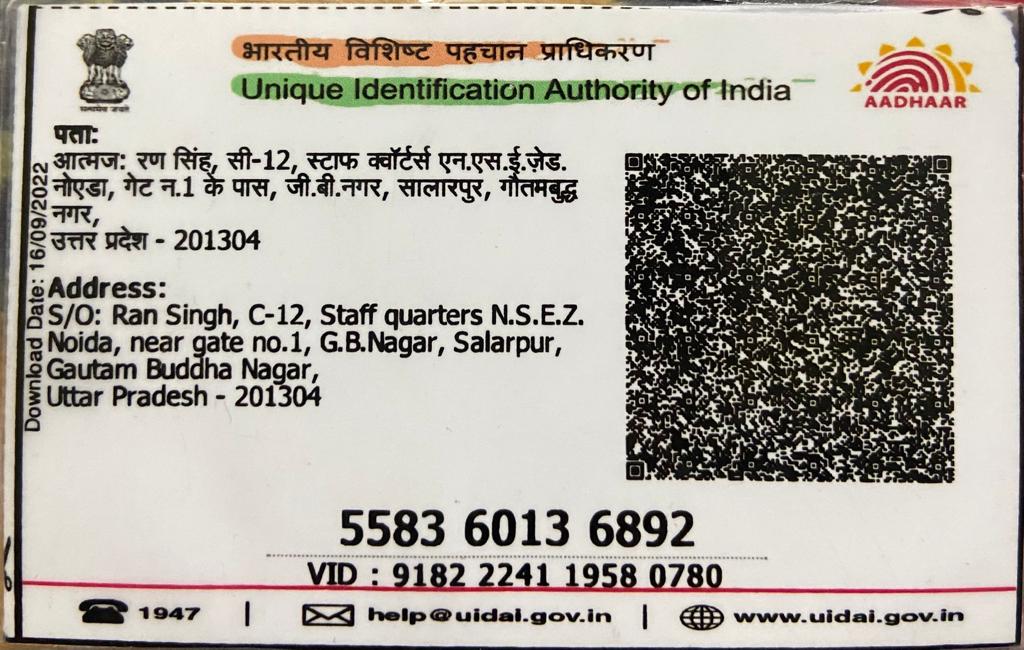 भारतीय विशिष्ट पहचान प्राधिकरण
Unique Identification Authority of India
AADHAAR
पता:
आत्मज: रण सिंह, सी-12, स्टाफ क्वॉर्टर्स एन.एस.ई.ज़ेड.
नोएडा, गेट न.1 के पास, जी.बी.नगर, सालारपुर, गौतमबुद्ध
नगर,
उत्तर प्रदेश - 201304
Address:
S/O: Ran Singh, C-12, Staff quarters N.S.E.Z.
Noida, near gate no.1, G.B.Nagar, Salarpur,
Gautam Buddha Nagar,
Uttar Pradesh - 201304
Download Date: 16/09/2022
5583 6013 6892
VID : 9182 2241 1958 0780
1947 | help@uidai.gov.in | www.uidai.gov.in